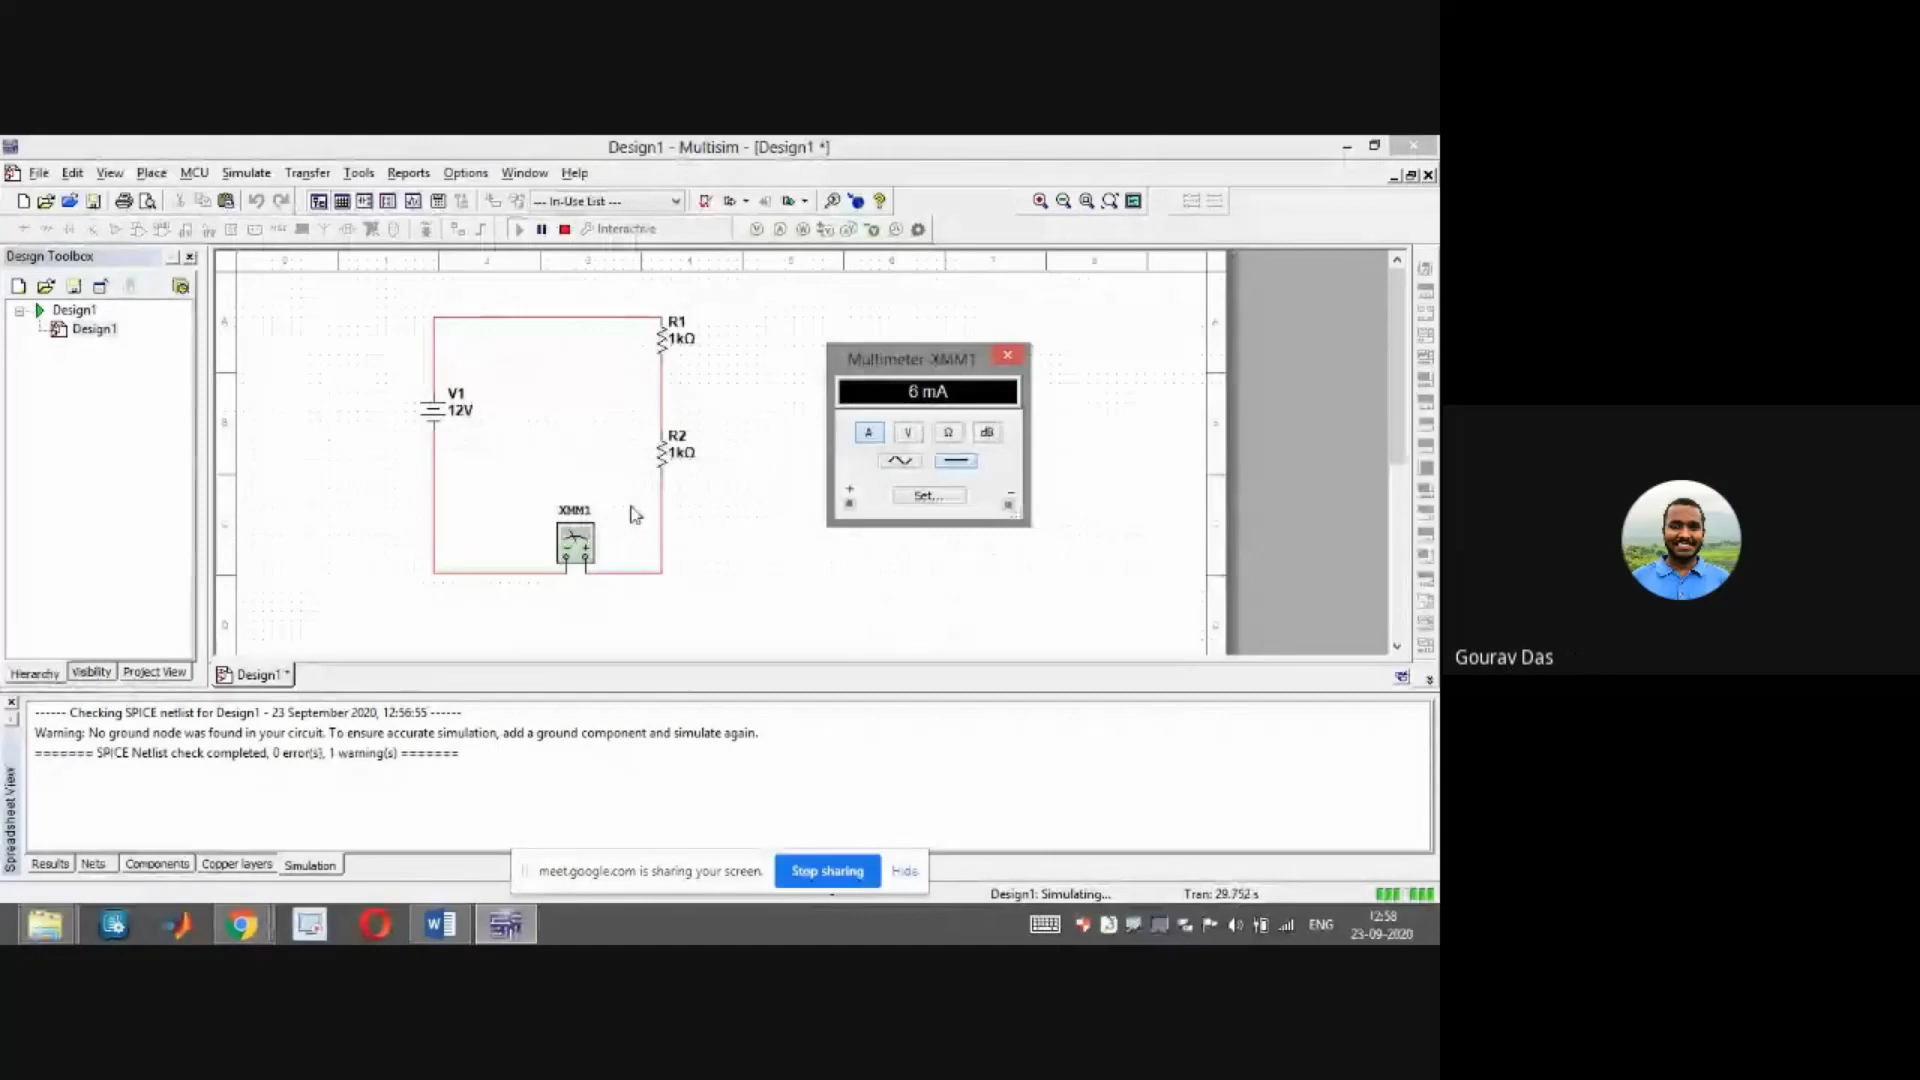 Design1 - Multisim - [Design1 *]
File Edit View Place MCU Simulate Transfer Tools Reports Options Window Help
--- In-Use List ---
Interactive
Design Toolbox
Design1
Design1
R1
1kΩ
V1
12V
R2
1kΩ
XMM1
Multimeter-XMM1
6 mA
A V Ω dB
Set...
+ -
Hierarchy Visibility Project View
Design1 *
------ Checking SPICE netlist for Design1 - 23 September 2020, 12:56:55 ------
Warning: No ground node was found in your circuit. To ensure accurate simulation, add a ground component and simulate again.
======= SPICE Netlist check completed, 0 error(s), 1 warning(s) =======
Spreadsheet View
Results Nets Components Copper layers Simulation
meet.google.com is sharing your screen. Stop sharing Hide
Design1: Simulating... Tran: 29.752 s
ENG
12:58
23-09-2020
Gourav Das